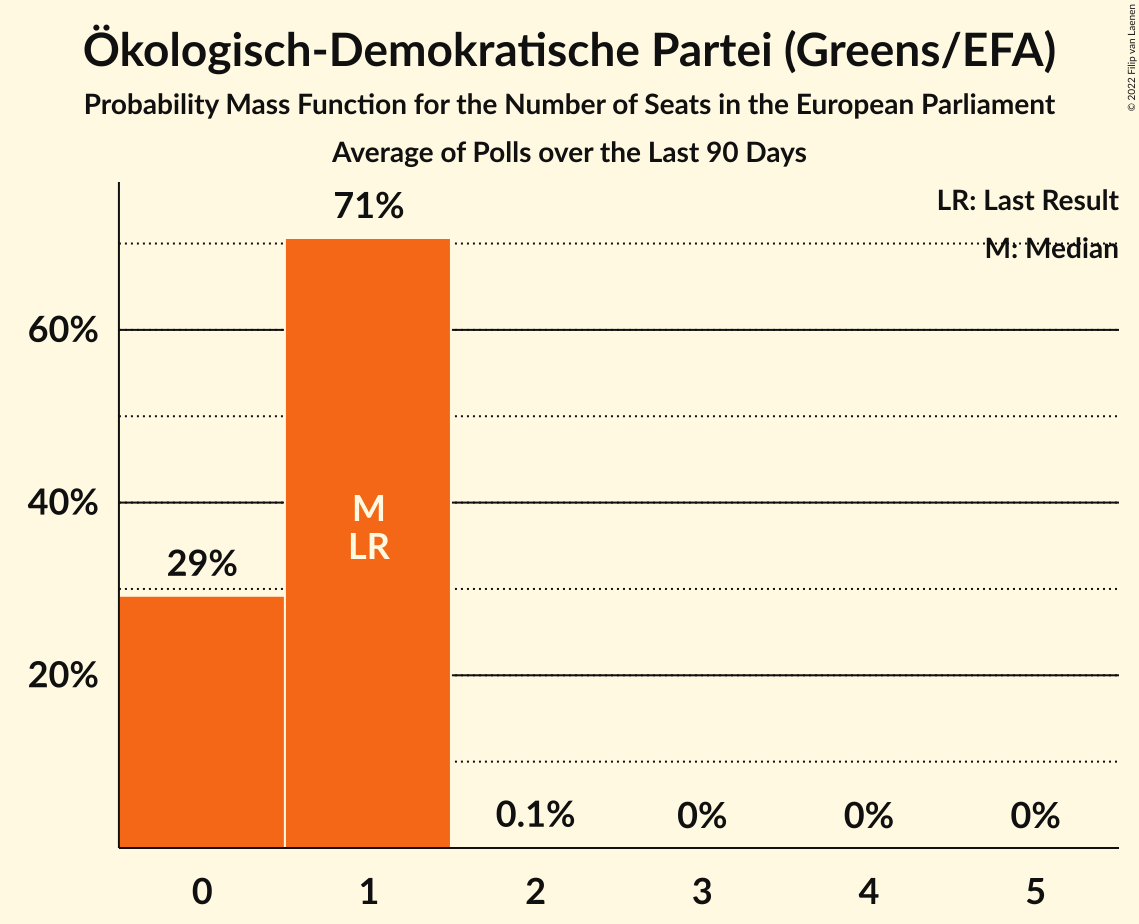 Ökologisch-Demokratische Partei (Greens/EFA)
Probability Mass Function for the Number of Seats in the European Parliament
Average of Polls over the Last 90 Days
© 2022 Filip van Laenen
LR: Last Result
M: Median
71%
60%
40%
M
LR
29%
20%
0.1%
0%
0%
0%
0
1
2
3
4
5